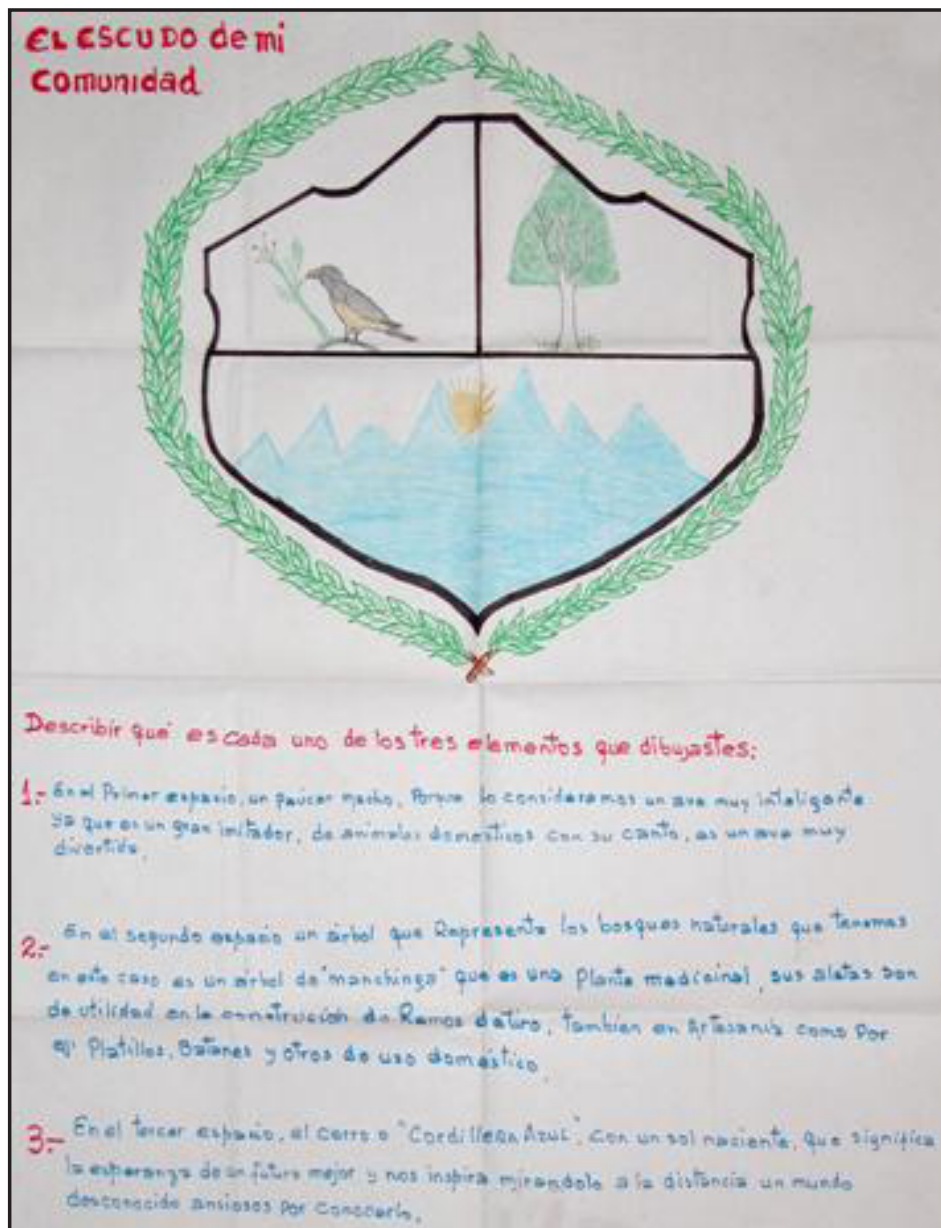 EL ESCUDO de mi
comunidad
Describir qué es cada uno de los tres elementos que dibujastes:
1.- En el Primer espacio, un paucar macho, Porque lo consideramos un ave muy inteligente
ya que es un gran imitador, de animales domesticos con su canto, es un ave muy
divertida.
2.- En el segundo espacio un árbol que Representa los bosques naturales que tenemos
en este caso es un árbol de "manchinga" que es una Planta medicinal, sus aletas son
de utilidad en la construcción de Remos detiro, tambien en Artesanía como Por
ej. Platillos, Batanes y otros de uso doméstico.
3.- En el tercer espacio, el cerro o "Cordillera Azul", con un sol naciente, que significa
la esperanza de un futuro mejor y nos inspira mirandolo a la distancia un mundo
desconocido ansiosos por conocerlo.